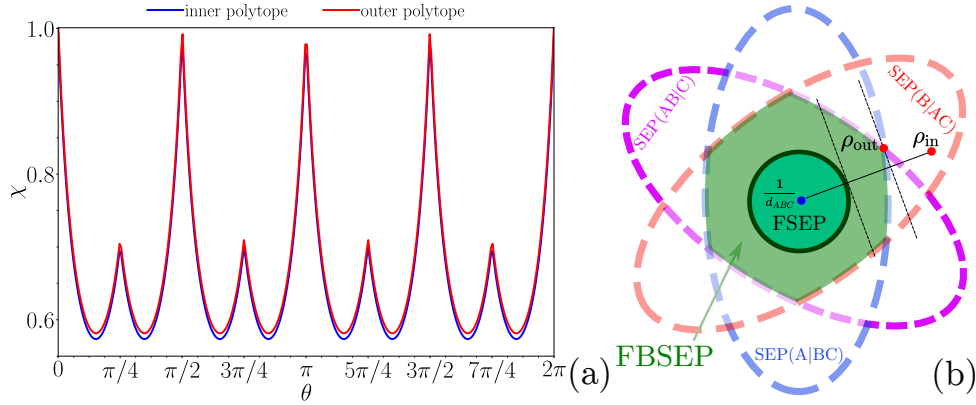 inner polytope outer polytope
1.0
0.8
0.6
χ
0 π/4 π/2 3π/4 π 5π/4 3π/2 7π/4 2π
θ
(a)
SEP(AB|C)
SEP(B|AC)
ρ_out
ρ_in
1/d_ABC
FSEP
FBSEP
SEP(A|BC)
(b)